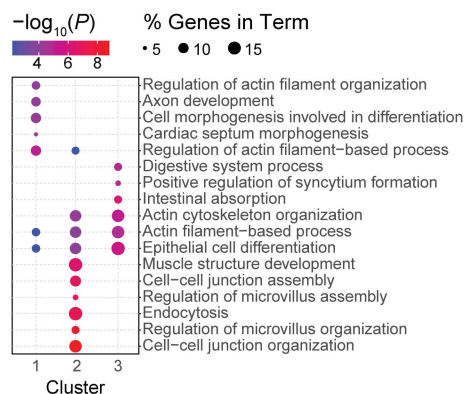 −log10(P)
4 6 8
% Genes in Term
5 10 15
Regulation of actin filament organization
Axon development
Cell morphogenesis involved in differentiation
Cardiac septum morphogenesis
Regulation of actin filament−based process
Digestive system process
Positive regulation of syncytium formation
Intestinal absorption
Actin cytoskeleton organization
Actin filament−based process
Epithelial cell differentiation
Muscle structure development
Cell−cell junction assembly
Regulation of microvillus assembly
Endocytosis
Regulation of microvillus organization
Cell−cell junction organization
1 2 3
Cluster